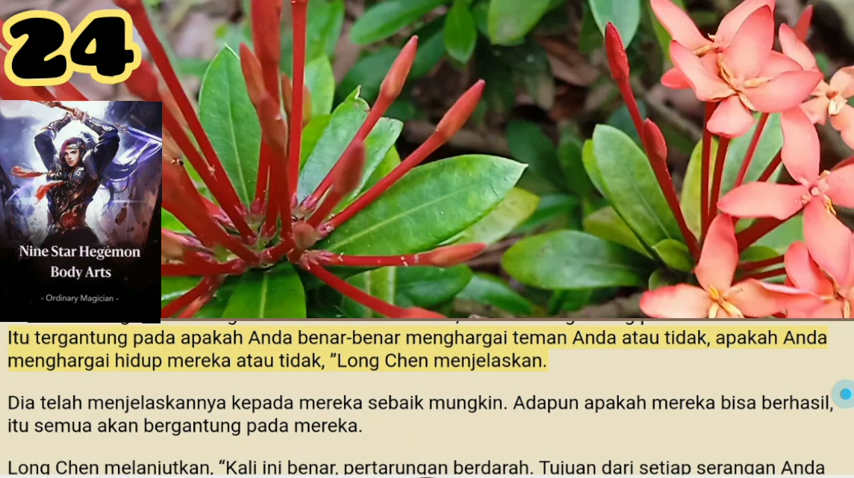 24
Nine Star Hegemon
Body Arts
- Ordinary Magician -
Itu tergantung pada apakah Anda benar-benar menghargai teman Anda atau tidak, apakah Anda
menghargai hidup mereka atau tidak, ”Long Chen menjelaskan.
Dia telah menjelaskannya kepada mereka sebaik mungkin. Adapun apakah mereka bisa berhasil,
itu semua akan bergantung pada mereka.
Long Chen melanjutkan, “Kali ini benar, pertarungan berdarah. Tujuan dari setiap serangan Anda